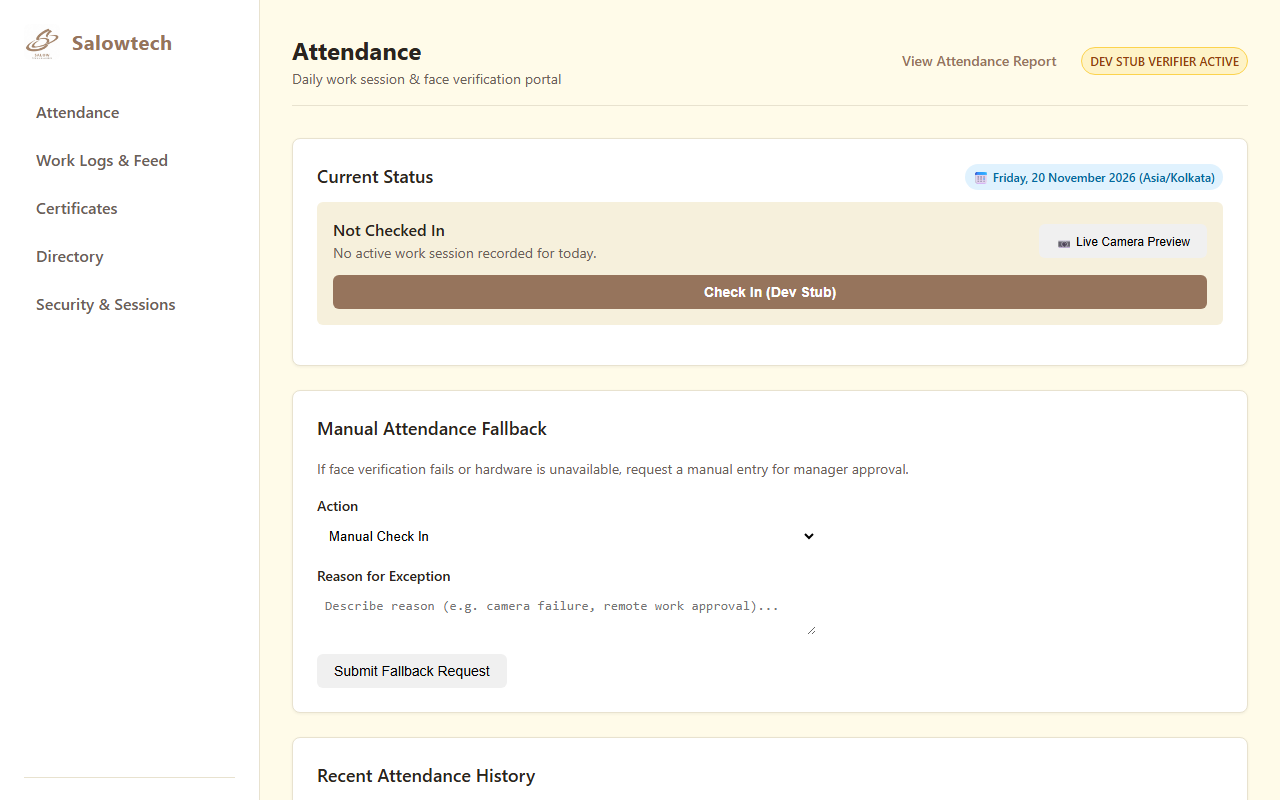 Salowtech
Attendance
Work Logs & Feed
Certificates
Directory
Security & Sessions
Attendance
Daily work session & face verification portal
View Attendance Report
DEV STUB VERIFIER ACTIVE
Current Status
Friday, 20 November 2026 (Asia/Kolkata)
Not Checked In
No active work session recorded for today.
Live Camera Preview
Check In (Dev Stub)
Manual Attendance Fallback
If face verification fails or hardware is unavailable, request a manual entry for manager approval.
Action
Manual Check In
Reason for Exception
Describe reason (e.g. camera failure, remote work approval)...
Submit Fallback Request
Recent Attendance History